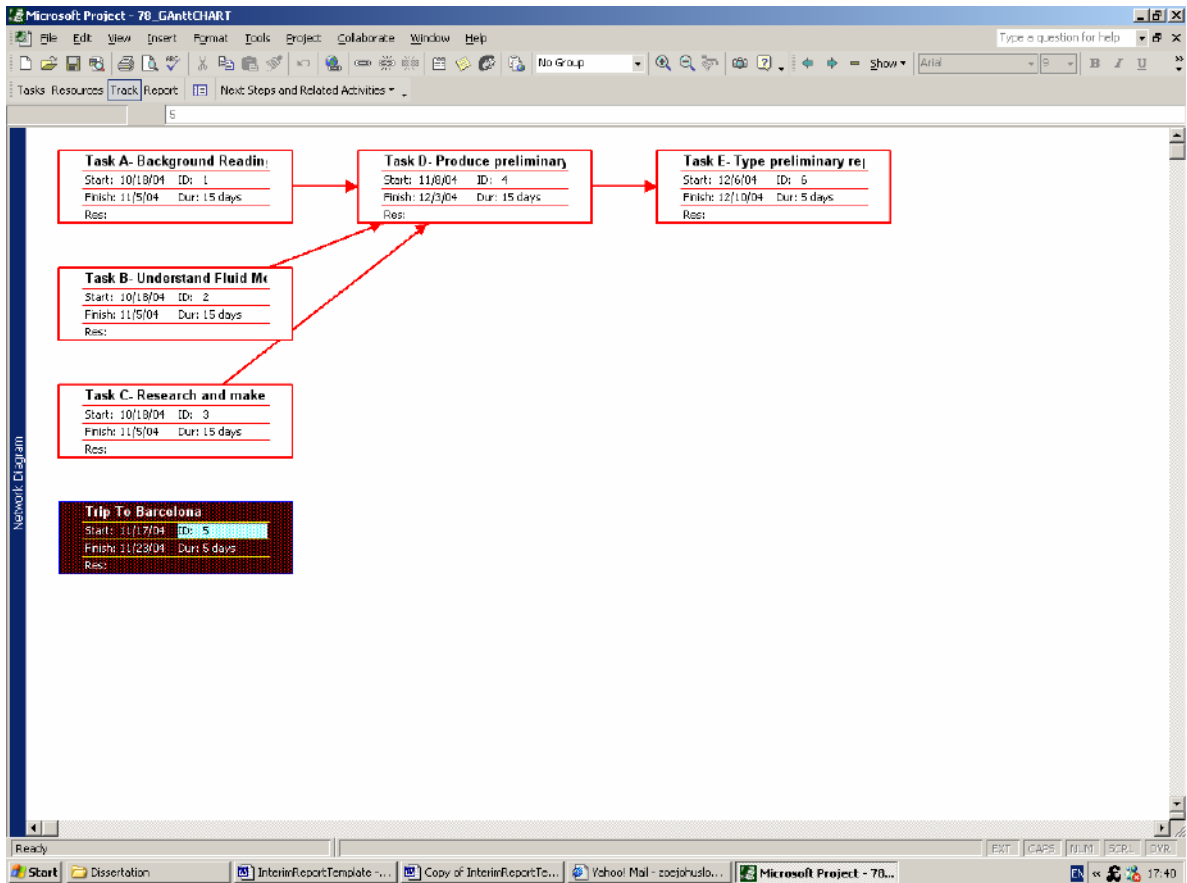 Microsoft Project - 78_GAnttCHART
File Edit View Insert Format Tools Project Collaborate Window Help Type a question for help
No Group Show Arial 9 B I U
Tasks Resources Track Report Next Steps and Related Activities
5
Task A- Background Reading
Start: 10/18/04 ID: 1
Finish: 11/5/04 Dur: 15 days
Res:
Task D- Produce preliminary
Start: 11/8/04 ID: 4
Finish: 12/3/04 Dur: 15 days
Res:
Task E- Type preliminary rep
Start: 12/6/04 ID: 6
Finish: 12/10/04 Dur: 5 days
Res:
Task B- Understand Fluid Me
Start: 10/18/04 ID: 2
Finish: 11/5/04 Dur: 15 days
Res:
Task C- Research and make
Start: 10/18/04 ID: 3
Finish: 11/5/04 Dur: 15 days
Res:
Trip To Barcelona
Start: 11/17/04 ID: 5
Finish: 11/23/04 Dur: 5 days
Res:
Network Diagram
Ready EXT CAPS NUM SCRL OVR
Start Dissertation InterimReportTemplate -... Copy of InterimReportTe... Yahoo! Mail - zoejohuslo... Microsoft Project - 78... EN « 17:40